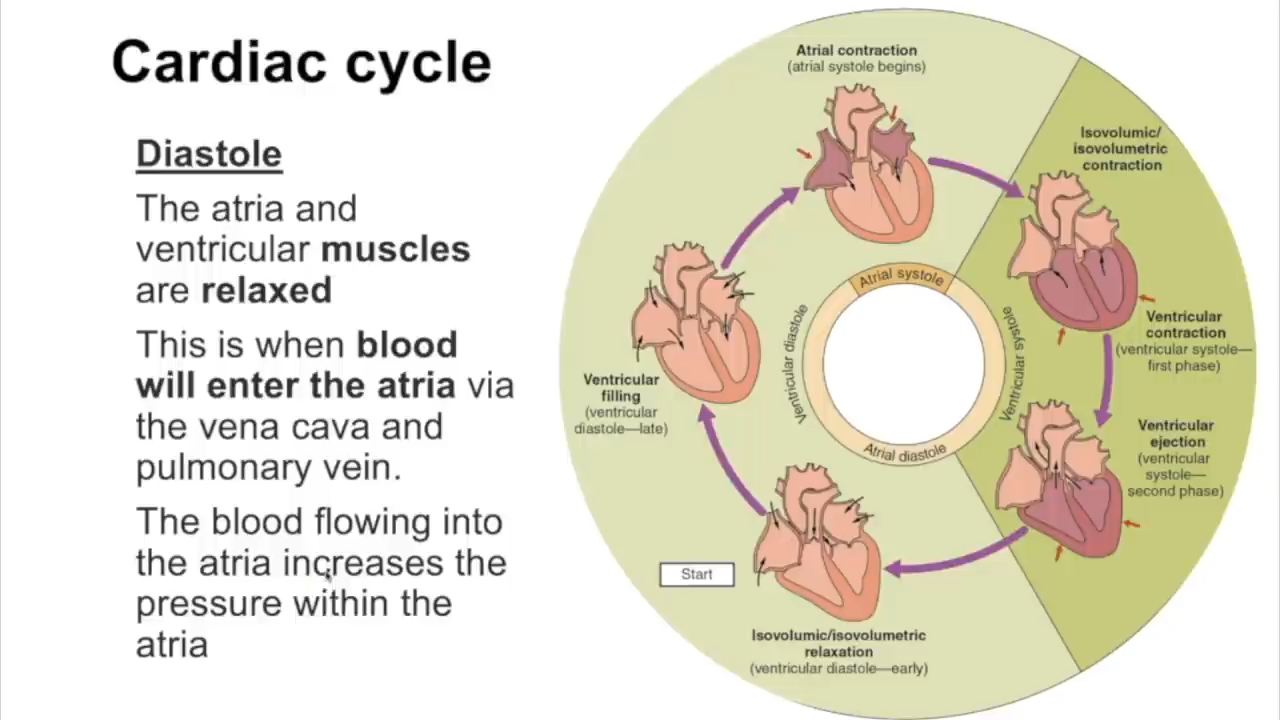 Cardiac cycle
Diastole
The atria and
ventricular muscles
are relaxed
This is when blood
will enter the atria via
the vena cava and
pulmonary vein.
The blood flowing into
the atria increases the
pressure within the
atria
Atrial contraction
(atrial systole begins)
Isovolumic/
isovolumetric
contraction
Ventricular
contraction
(ventricular systole—
first phase)
Ventricular
ejection
(ventricular
systole—
second phase)
Isovolumic/isovolumetric
relaxation
(ventricular diastole—early)
Start
Ventricular
filling
(ventricular
diastole—late)
Atrial systole
Ventricular systole
Atrial diastole
Ventricular diastole